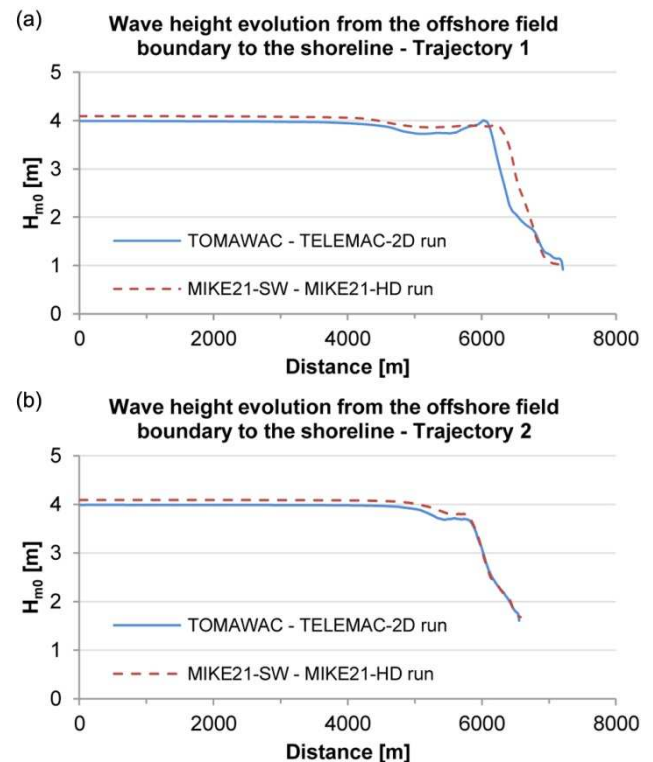 (a)
Wave height evolution from the offshore field
boundary to the shoreline - Trajectory 1
5
4
3
2
1
0
Hm0 [m]
TOMAWAC - TELEMAC-2D run
MIKE21-SW - MIKE21-HD run
0 2000 4000 6000 8000
Distance [m]
(b)
Wave height evolution from the offshore field
boundary to the shoreline - Trajectory 2
5
4
3
2
1
0
Hm0 [m]
TOMAWAC - TELEMAC-2D run
MIKE21-SW - MIKE21-HD run
0 2000 4000 6000 8000
Distance [m]